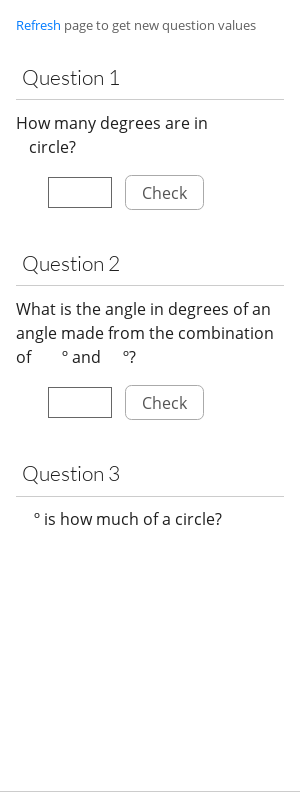 Refresh page to get new question values
Question 1
How many degrees are in
circle?
Check
Question 2
What is the angle in degrees of an
angle made from the combination
of ° and °?
Check
Question 3
° is how much of a circle?